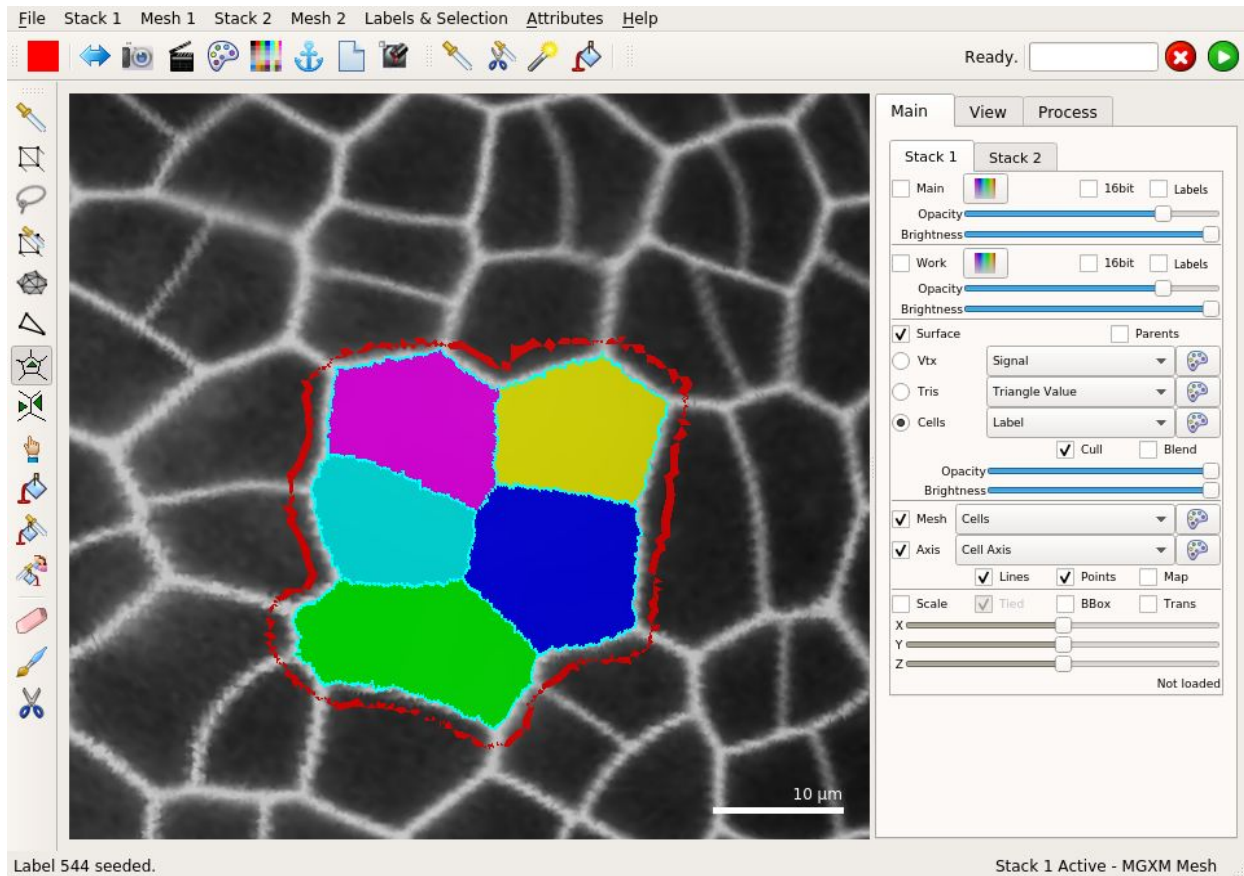 File Stack 1 Mesh 1 Stack 2 Mesh 2 Labels & Selection Attributes Help
Ready.
Main View Process
Stack 1 Stack 2
Main 16bit Labels
Opacity
Brightness
Work 16bit Labels
Opacity
Brightness
Surface Parents
Vtx Signal
Tris Triangle Value
Cells Label
Cull Blend
Opacity
Brightness
Mesh Cells
Axis Cell Axis
Lines Points Map
Scale Tied BBox Trans
X
Y
Z
Not loaded
10 µm
Label 544 seeded. Stack 1 Active - MGXM Mesh